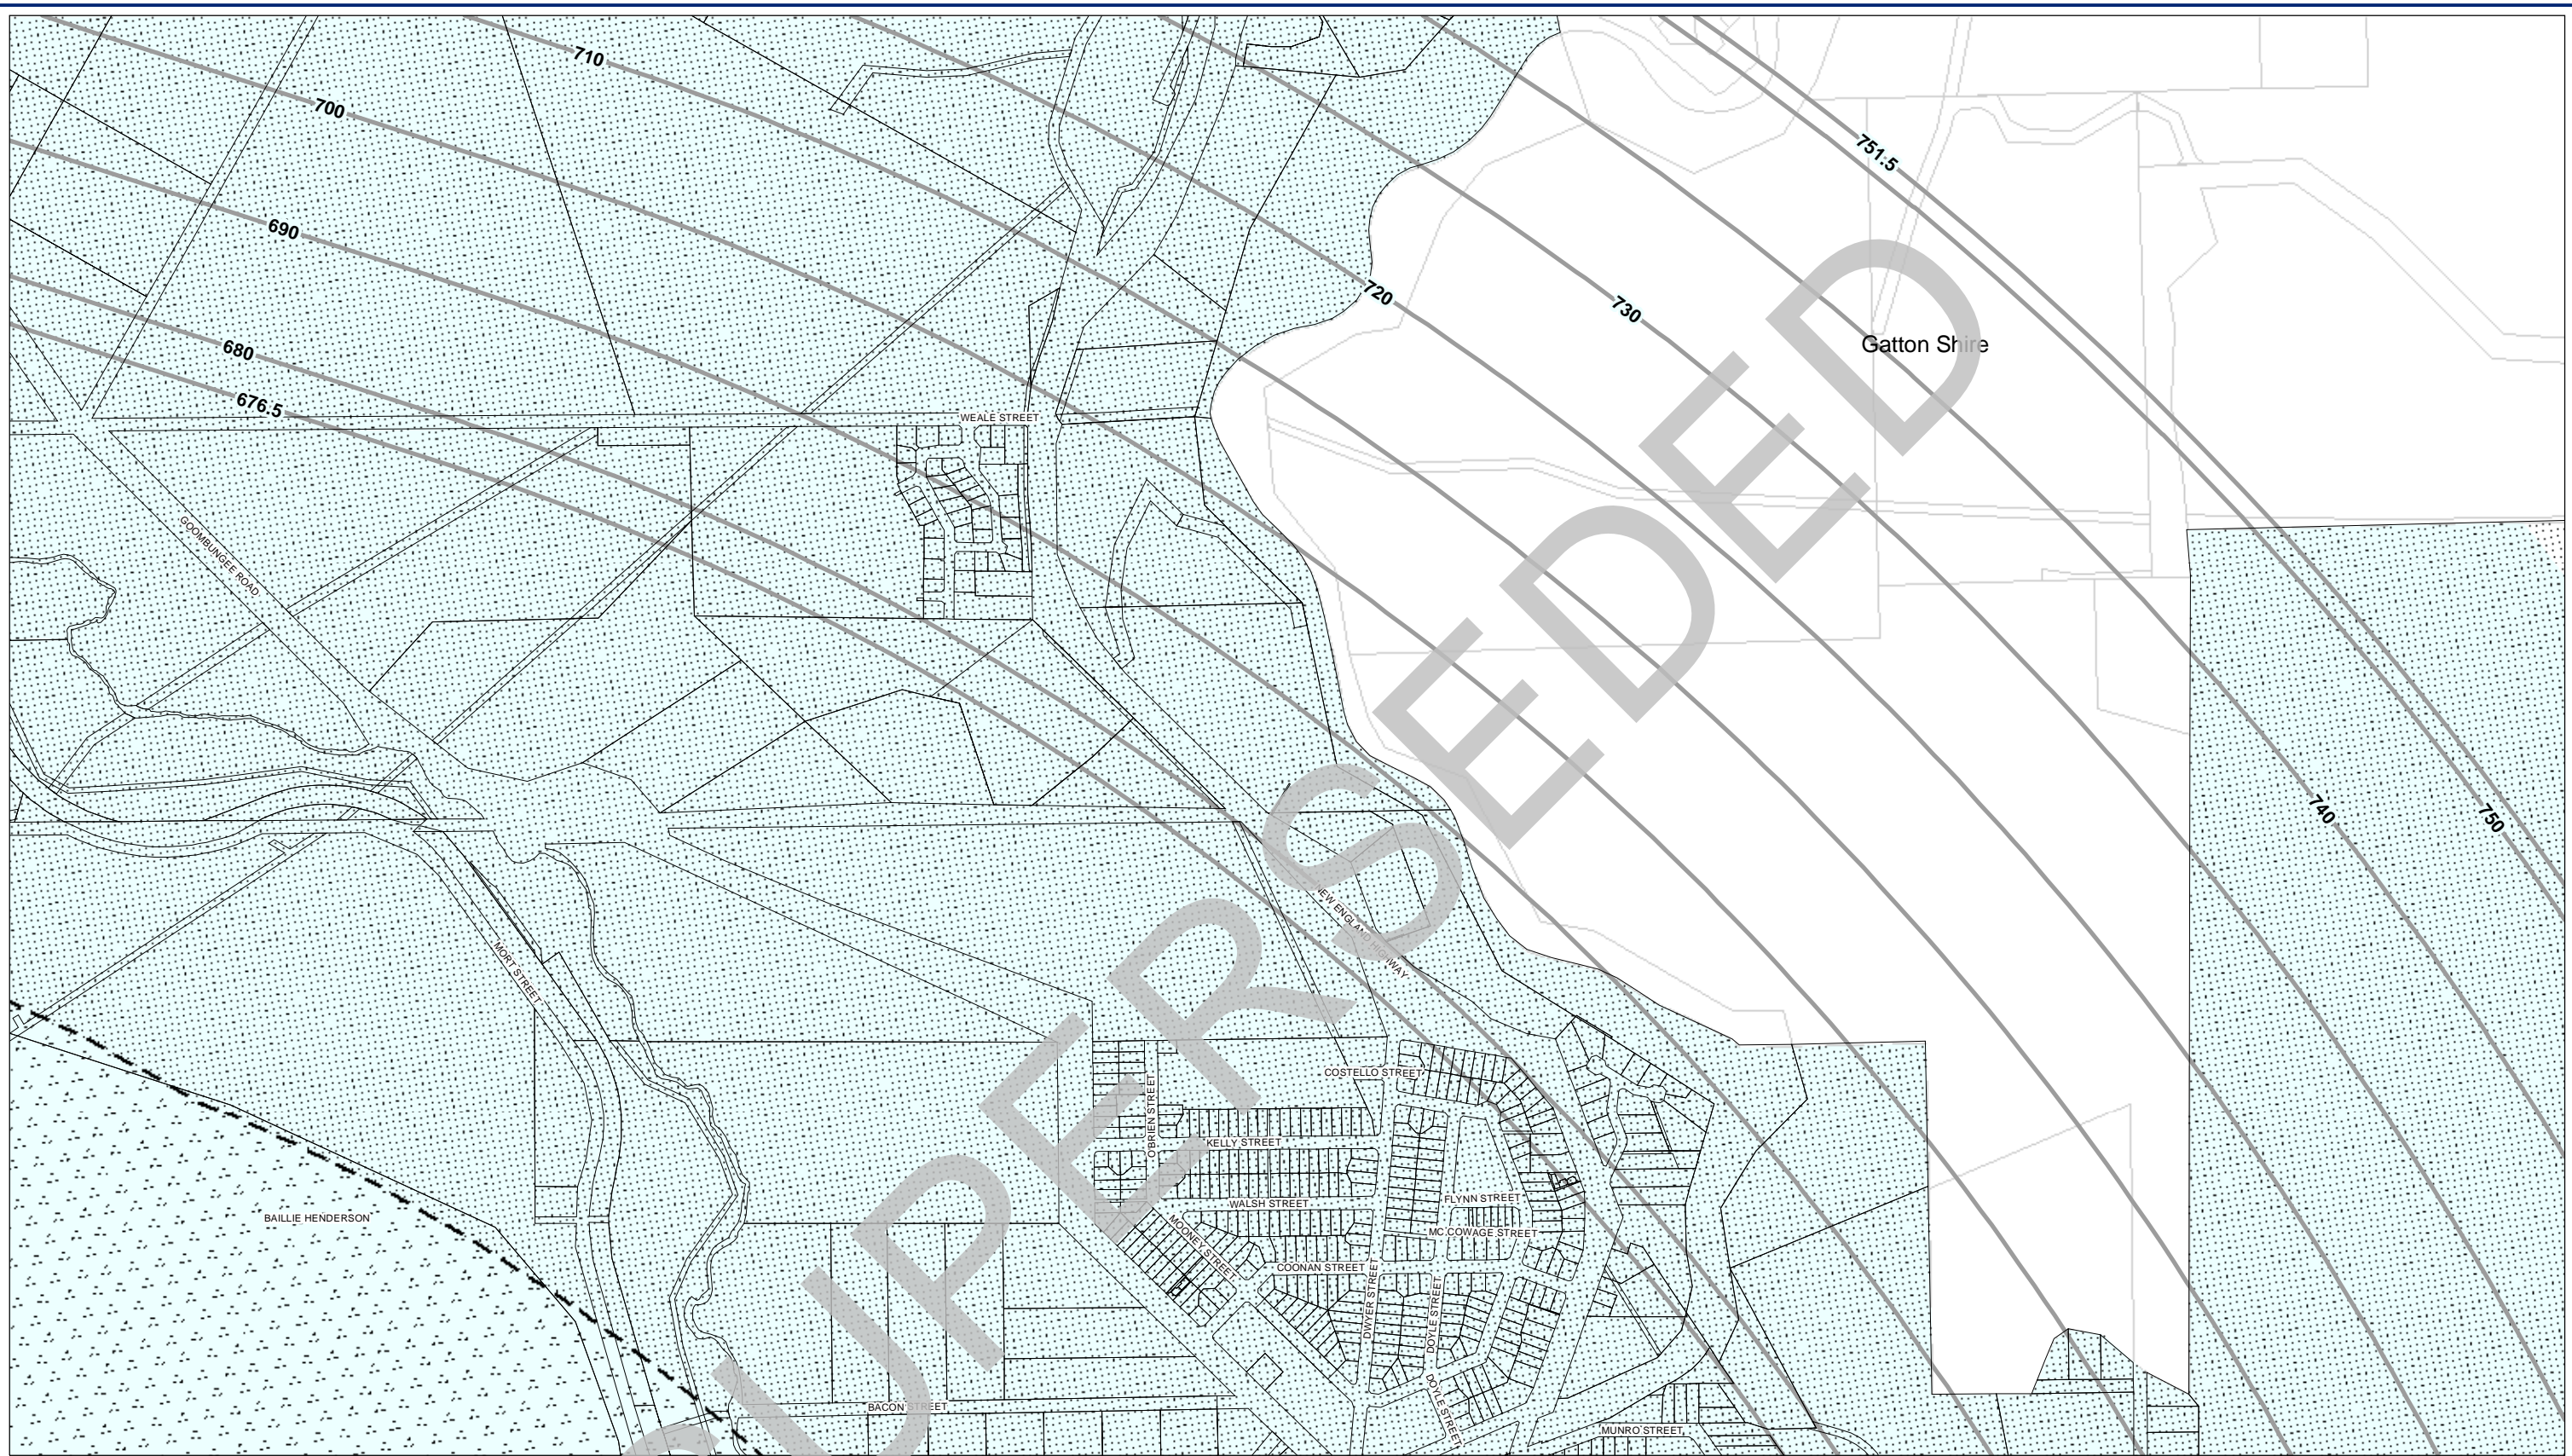 710
700
751.5
690
720
730
Gatton Shire
680
676.5
WEALE STREET
GOOMBUNGEE ROAD
740
750
NEW ENGLAND HIGHWAY
MORT STREET
COSTELLO STREET
O'BRIEN STREET
KELLY STREET
FLYNN STREET
WALSH STREET
BAILLIE HENDERSON
MC COWAGE STREET
MOONEY STREET
COONAN STREET
DWYER STREET
DOYLE STREET
DOYLE STREET
BACON STREET
MUNRO STREET
SUPERSEDED